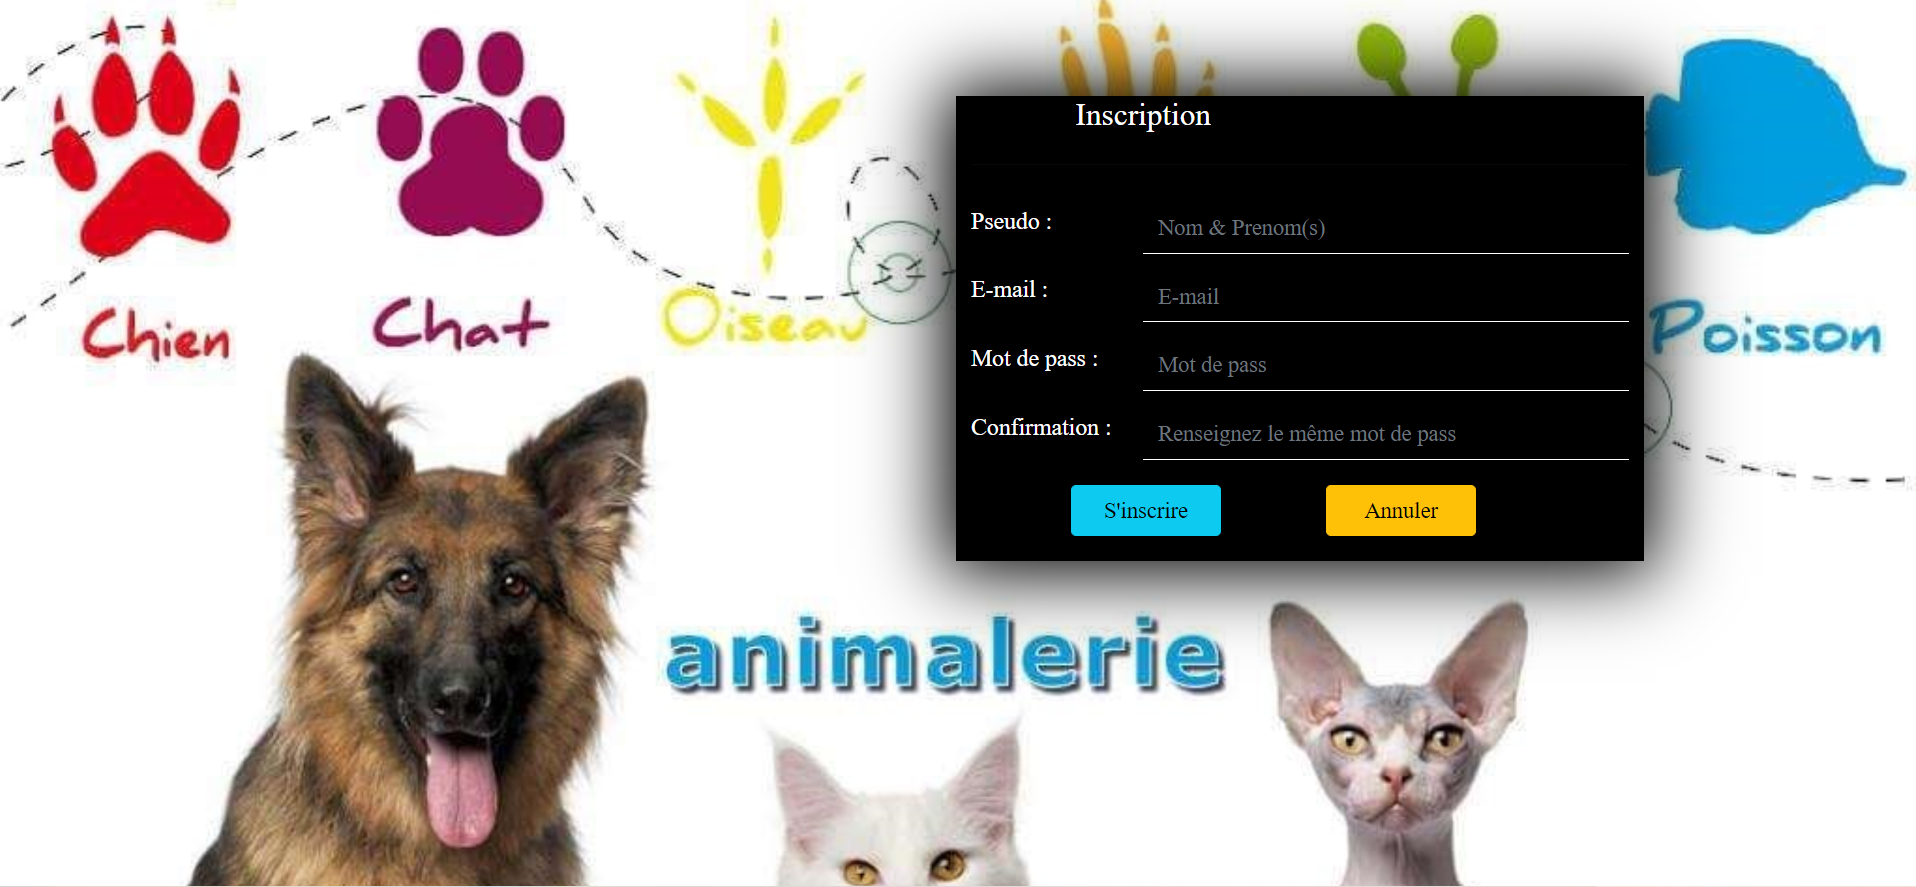 Inscription
Pseudo :
Nom & Prenom(s)
E-mail :
E-mail
Mot de pass :
Mot de pass
Confirmation :
Renseignez le même mot de pass
S'inscrire
Annuler
Chien
Chat
Oiseau
Poisson
animalerie